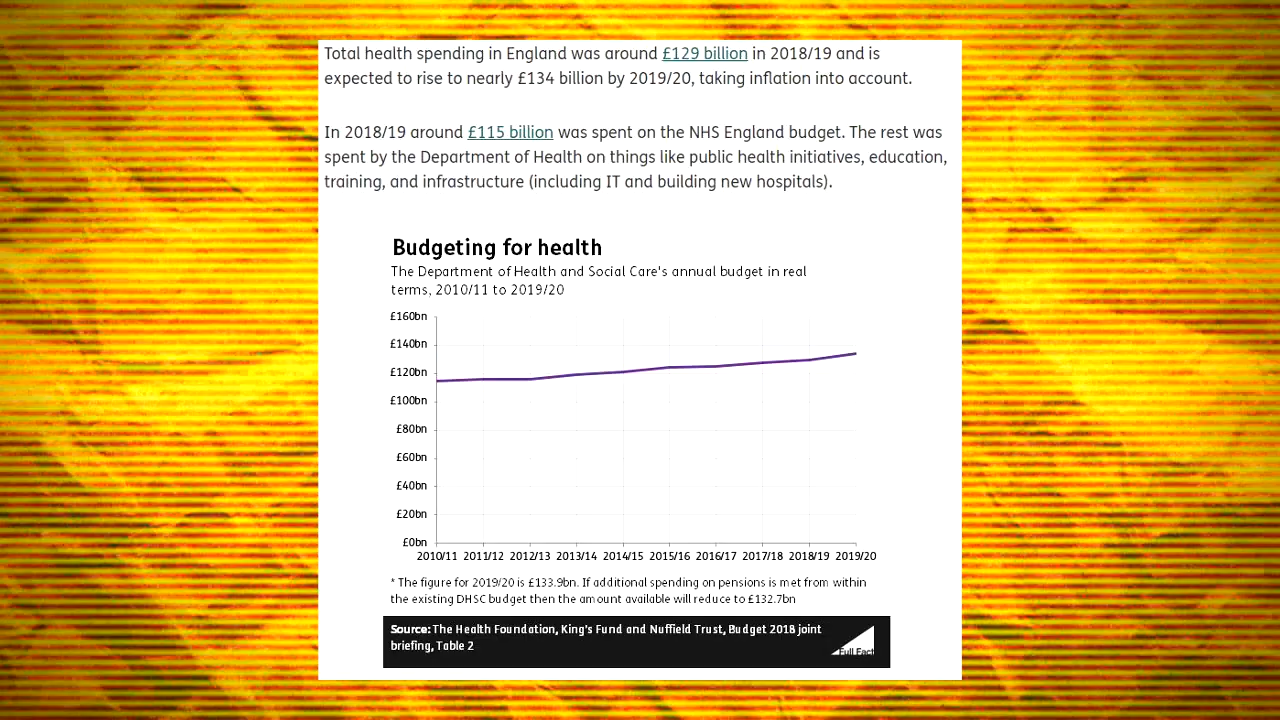 Total health spending in England was around £129 billion in 2018/19 and is
expected to rise to nearly £134 billion by 2019/20, taking inflation into account.
In 2018/19 around £115 billion was spent on the NHS England budget. The rest was
spent by the Department of Health on things like public health initiatives, education,
training, and infrastructure (including IT and building new hospitals).
Budgeting for health
The Department of Health and Social Care's annual budget in real
terms, 2010/11 to 2019/20
£160bn
£140bn
£120bn
£100bn
£80bn
£60bn
£40bn
£20bn
£0bn
2010/11 2011/12 2012/13 2013/14 2014/15 2015/16 2016/17 2017/18 2018/19 2019/20
* The figure for 2019/20 is £133.9bn. If additional spending on pensions is met from within
the existing DHSC budget then the amount available will reduce to £132.7bn
Source: The Health Foundation, King's Fund and Nuffield Trust, Budget 2018 joint
briefing, Table 2
Full Fact